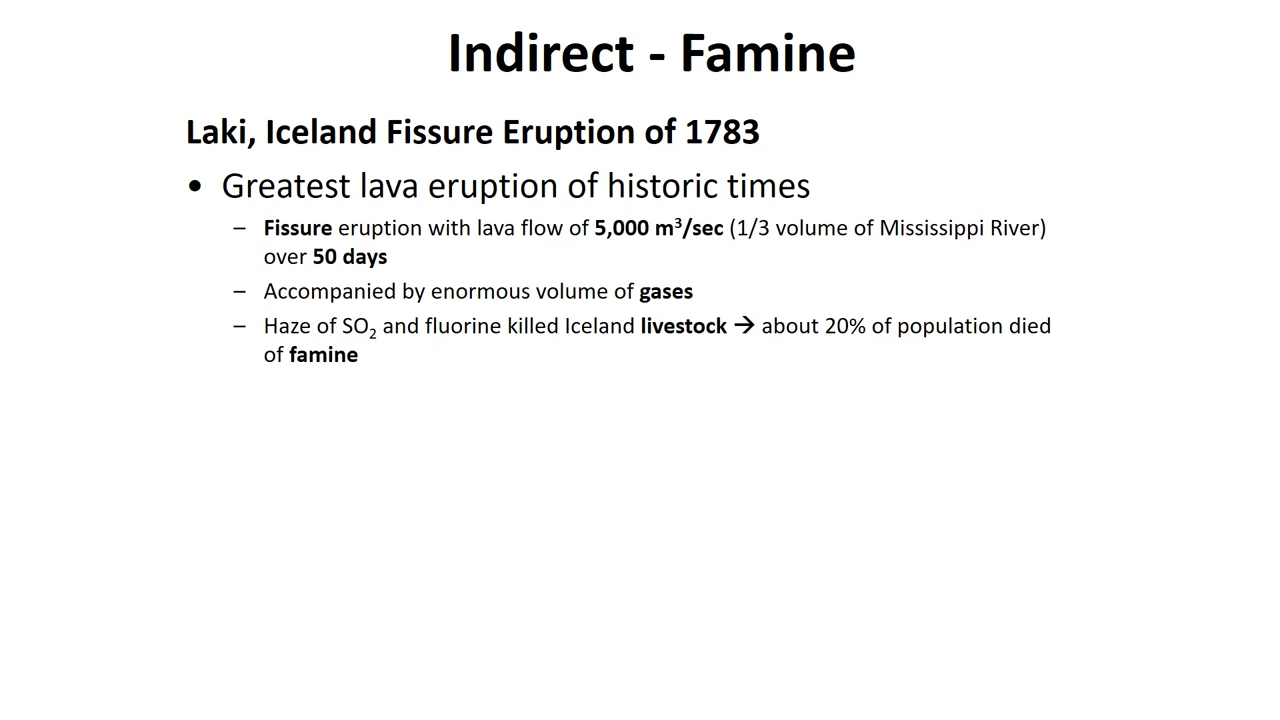 Indirect - Famine
Laki, Iceland Fissure Eruption of 1783
• Greatest lava eruption of historic times
– Fissure eruption with lava flow of 5,000 m³/sec (1/3 volume of Mississippi River)
over 50 days
– Accompanied by enormous volume of gases
– Haze of SO₂ and fluorine killed Iceland livestock → about 20% of population died
of famine